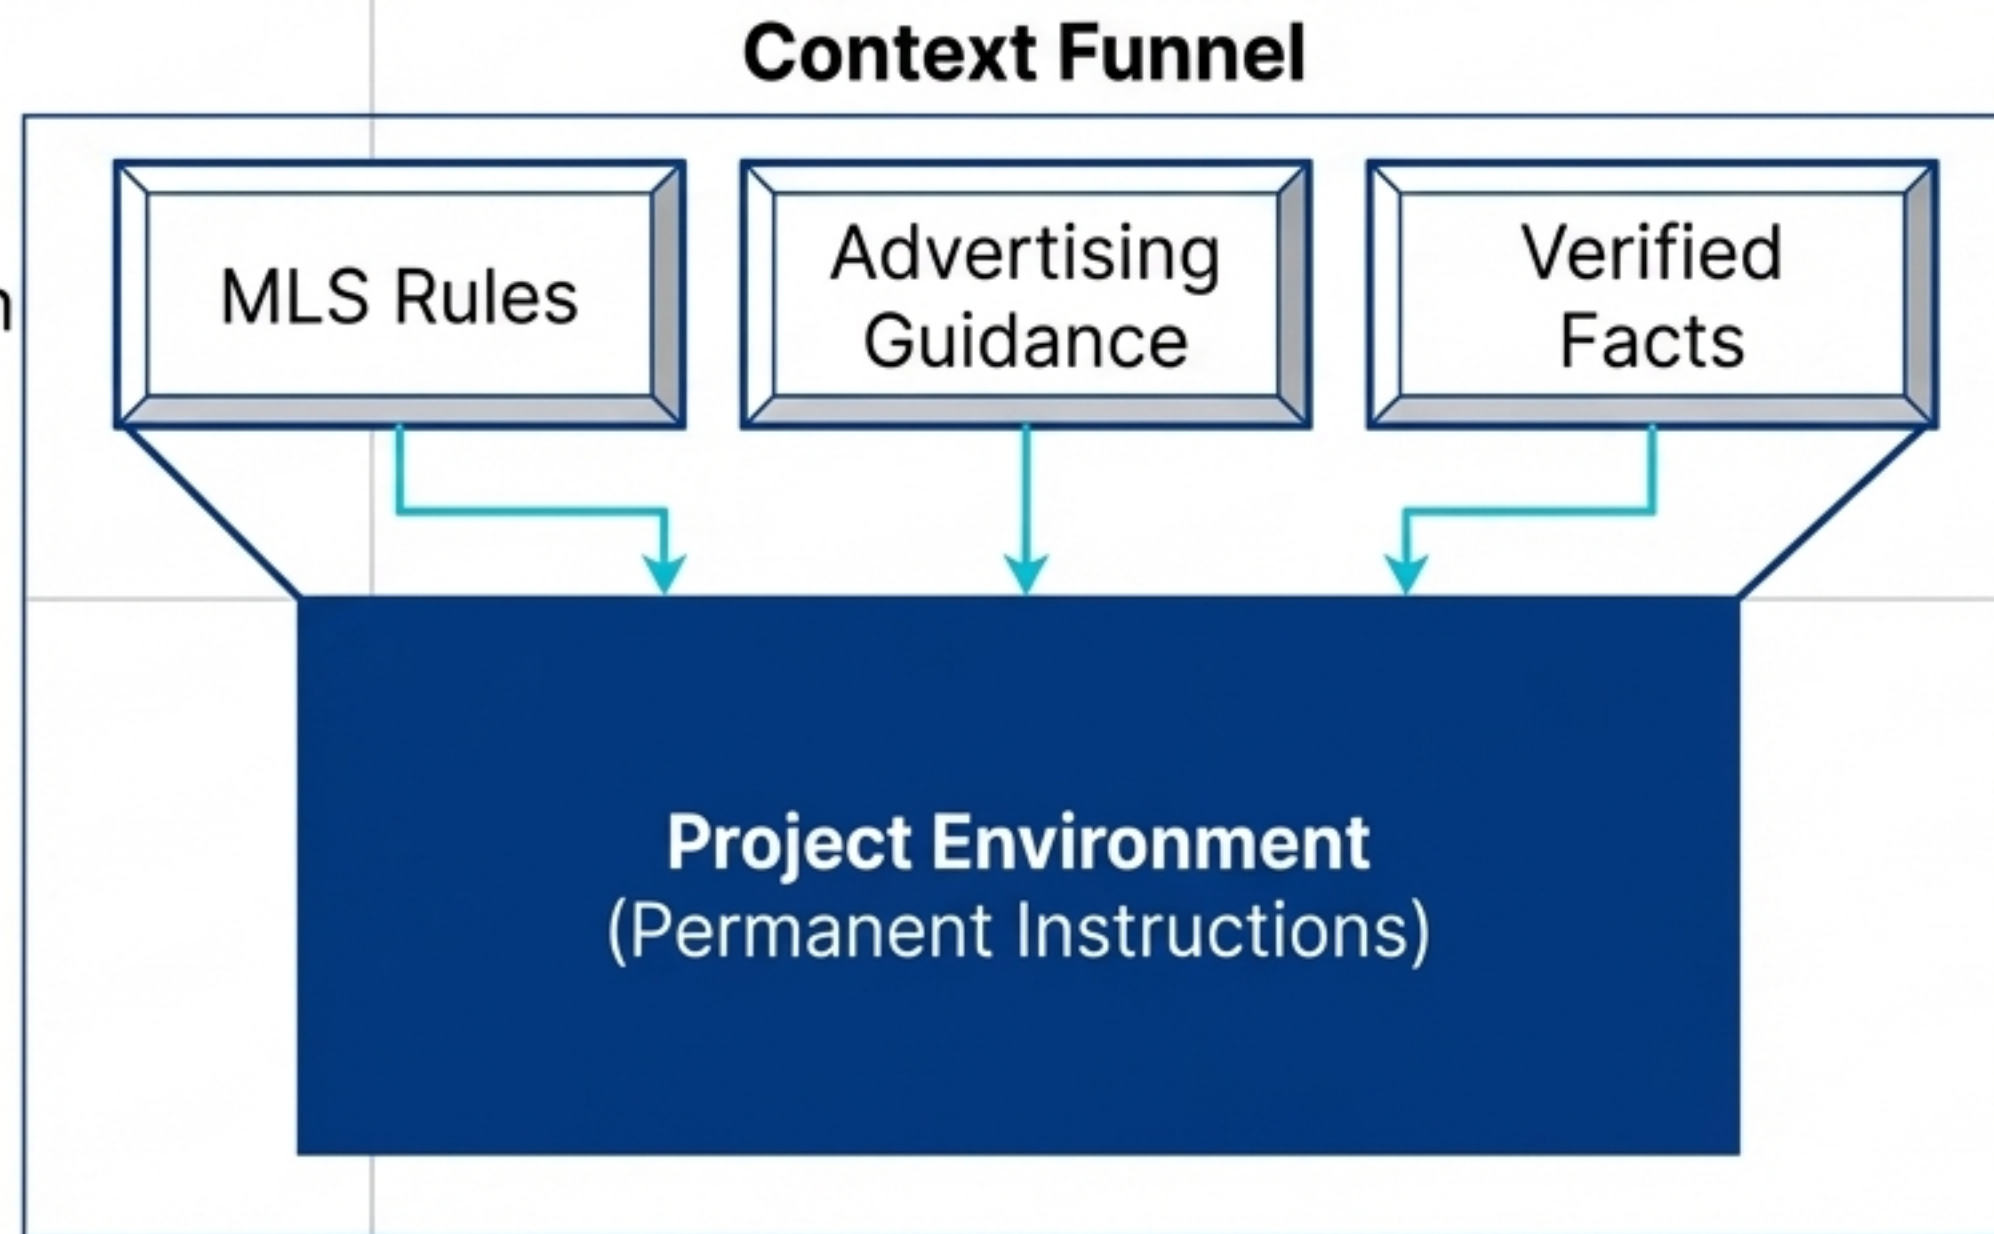 Context Funnel
MLS Rules
Advertising
Guidance
Verified
Facts
Project Environment
(Permanent Instructions)